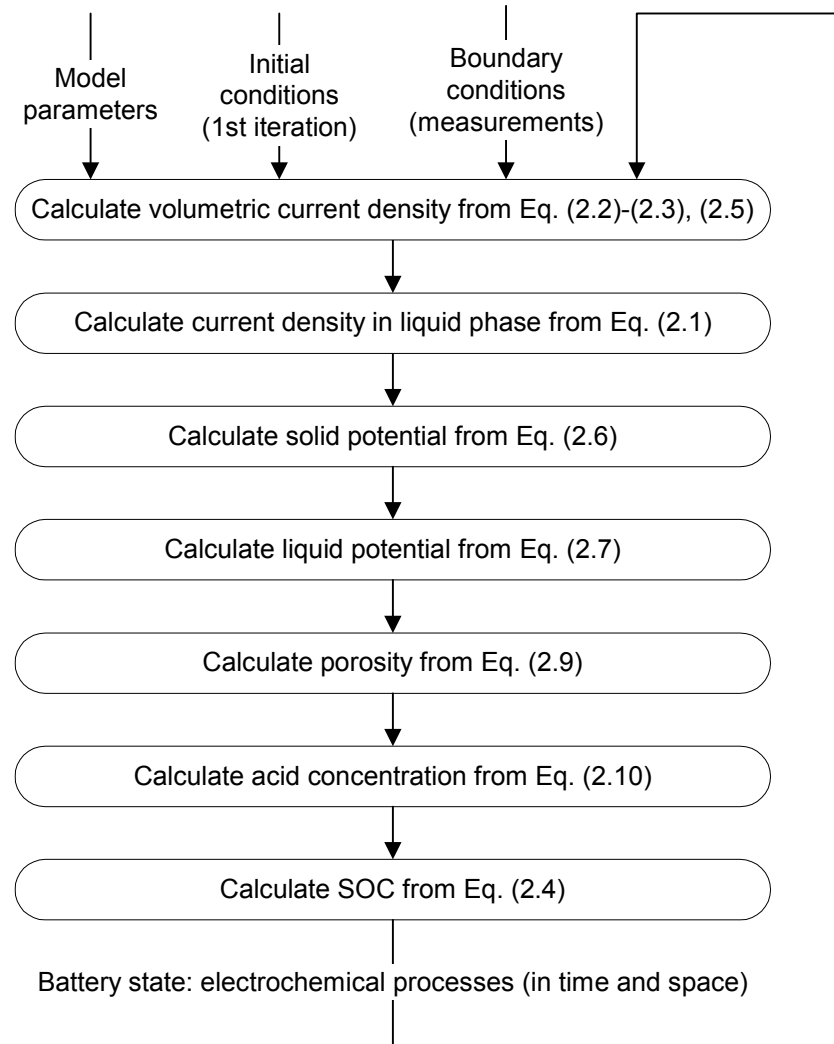 Model
parameters
Initial
conditions
(1st iteration)
Boundary
conditions
(measurements)
Calculate volumetric current density from Eq. (2.2)-(2.3), (2.5)
Calculate current density in liquid phase from Eq. (2.1)
Calculate solid potential from Eq. (2.6)
Calculate liquid potential from Eq. (2.7)
Calculate porosity from Eq. (2.9)
Calculate acid concentration from Eq. (2.10)
Calculate SOC from Eq. (2.4)
Battery state: electrochemical processes (in time and space)